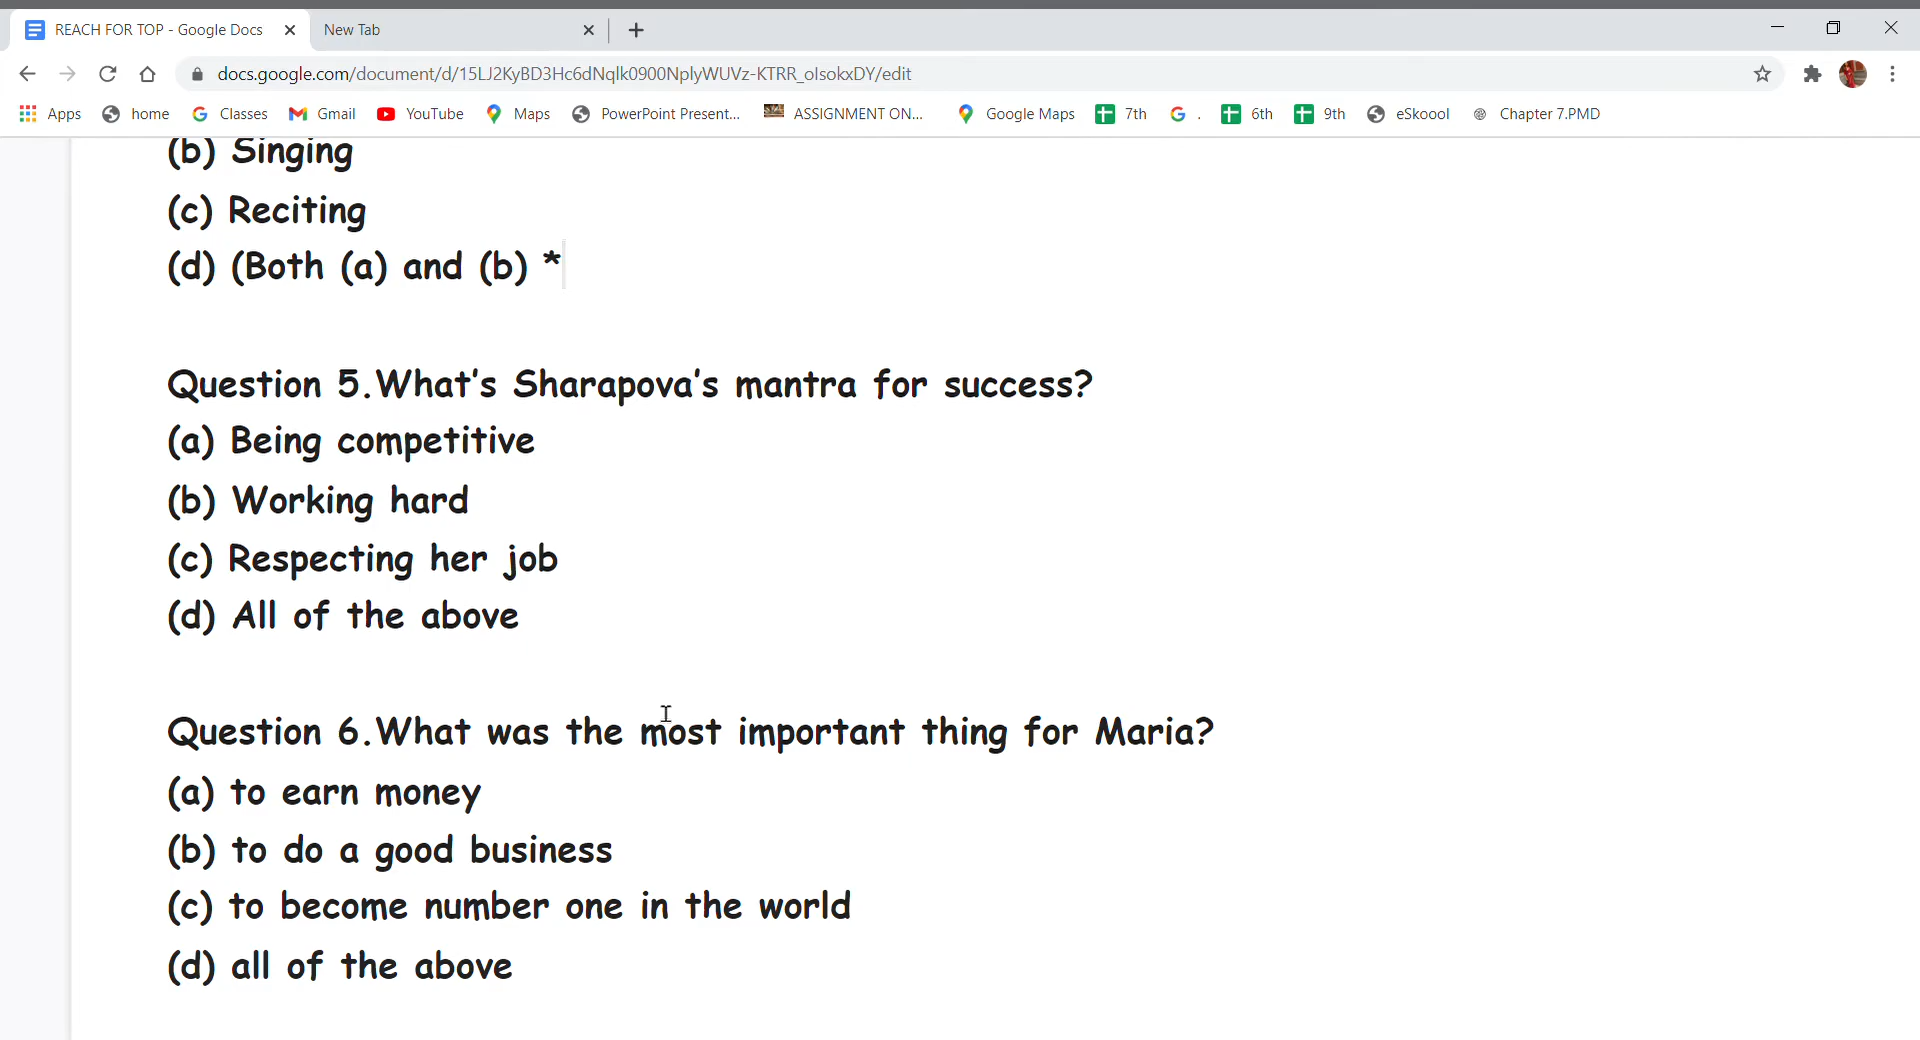 REACH FOR TOP - Google Docs
New Tab
docs.google.com/document/d/15LJ2KyBD3Hc6dNqlk0900NplyWUVz-KTRR_oIsokxDY/edit
Apps home Classes Gmail YouTube Maps PowerPoint Present... ASSIGNMENT ON... Google Maps 7th . 6th 9th eSkoool Chapter 7.PMD
(b) Singing
(c) Reciting
(d) (Both (a) and (b) *
Question 5.What's Sharapova's mantra for success?
(a) Being competitive
(b) Working hard
(c) Respecting her job
(d) All of the above
Question 6.What was the most important thing for Maria?
(a) to earn money
(b) to do a good business
(c) to become number one in the world
(d) all of the above